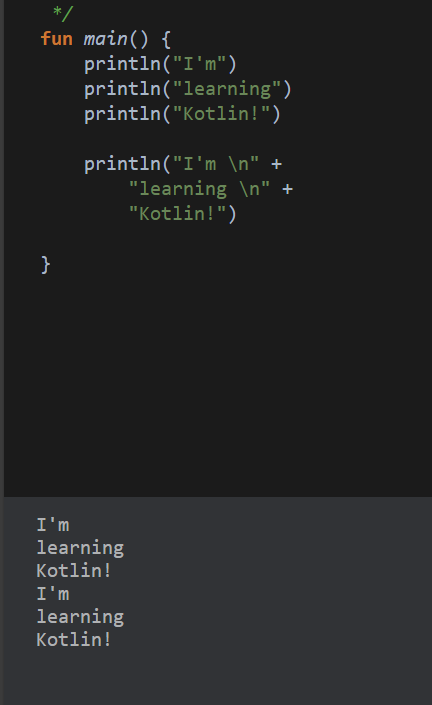 */
fun main() {
    println("I'm")
    println("learning")
    println("Kotlin!")

    println("I'm \n" +
        "learning \n" +
        "Kotlin!")

}
I'm
learning
Kotlin!
I'm
learning
Kotlin!